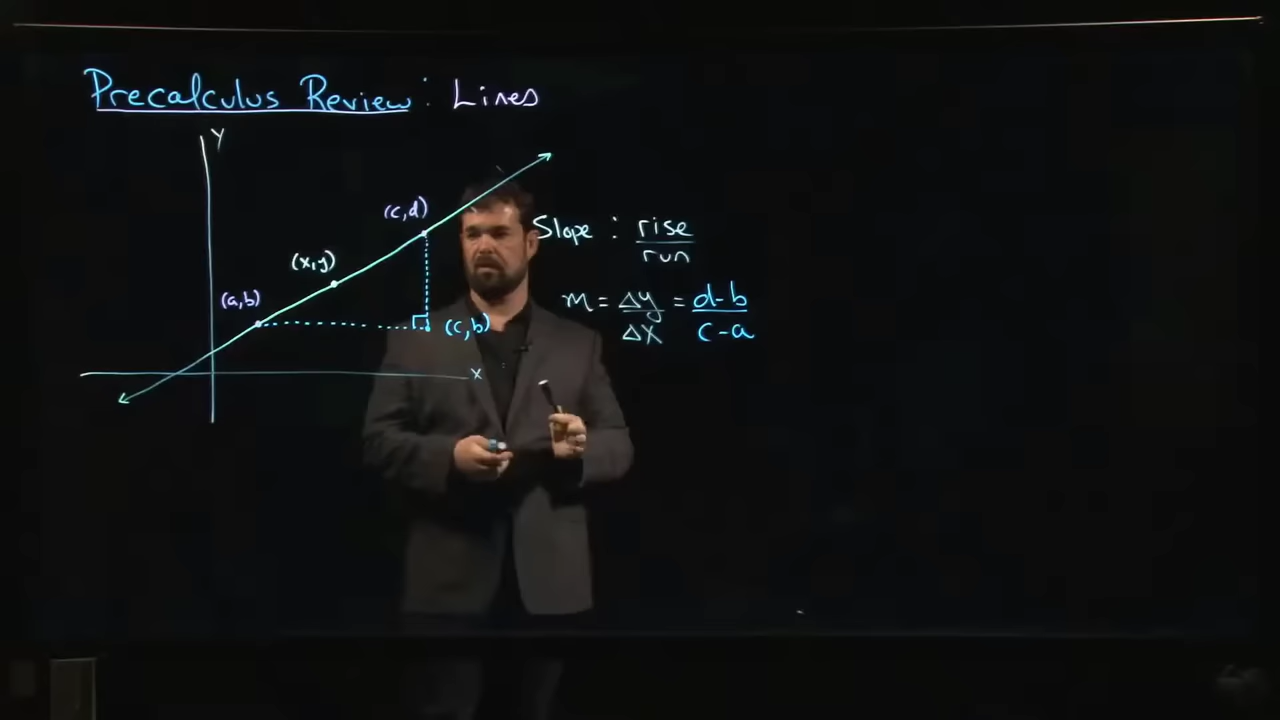 Precalculus Review: Lines
Y
(c,d)
(x,y)
(a,b)
(c,b)
x
Slope : rise/run
m = Δy/Δx = d-b/c-a